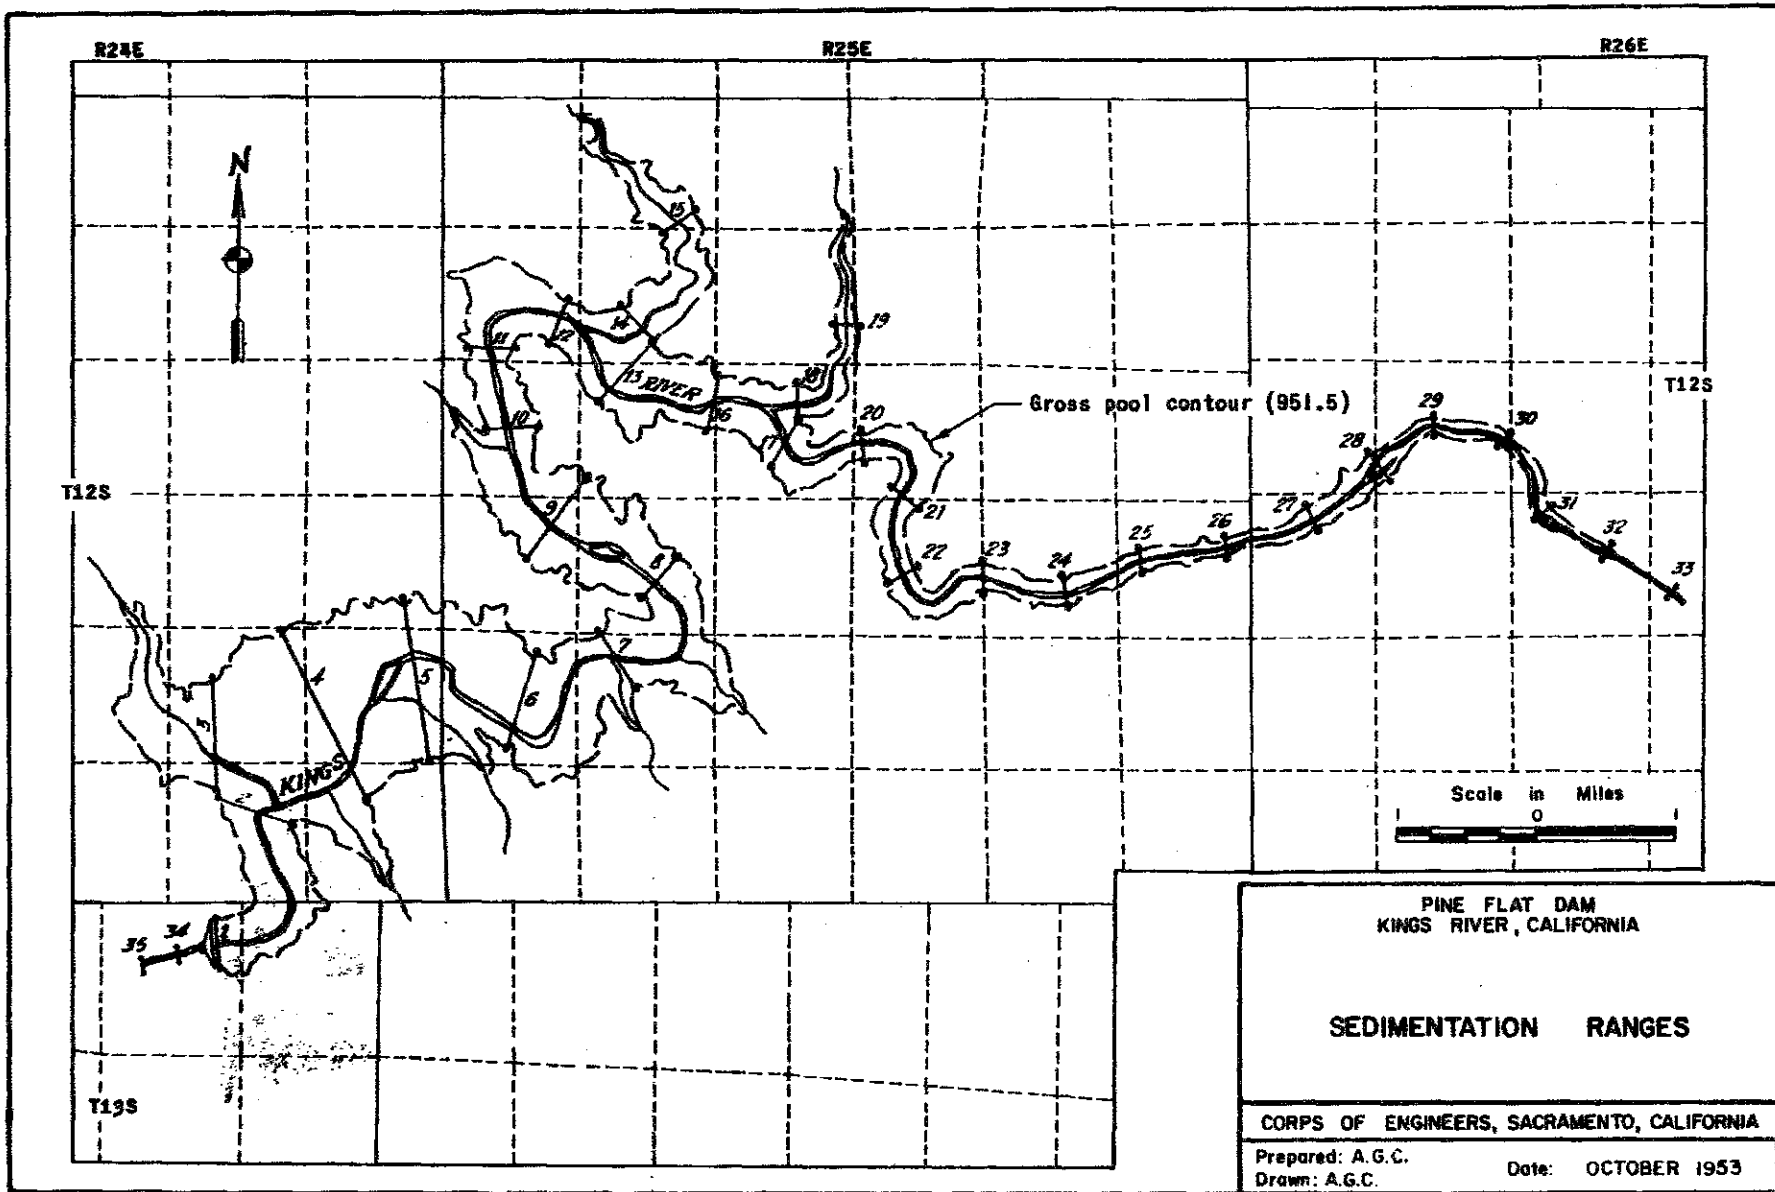 R24E R25E R26E
N
15
19
14
12
11
13 RIVER
18
16
17
20
10
Gross pool contour (951.5)
T12S
29
30
28
T12S
9
21
27
31
26
25
32
22
23
24
8
33
7
4
5
6
3
KINGS
2
Scale in Miles
1 0 1
35 34 1
T13S
PINE FLAT DAM
KINGS RIVER, CALIFORNIA
SEDIMENTATION RANGES
CORPS OF ENGINEERS, SACRAMENTO, CALIFORNIA
Prepared: A.G.C.
Drawn: A.G.C.
Date: OCTOBER 1953